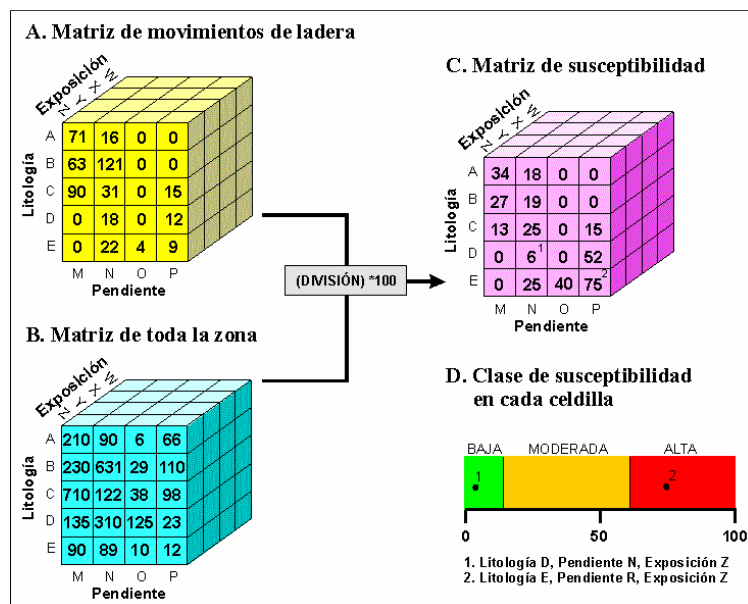 A. Matriz de movimientos de ladera
Exposición
Z Y X W
Litología
A 71 16 0 0
B 63 121 0 0
C 90 31 0 15
D 0 18 0 12
E 0 22 4 9
M N O P
Pendiente
B. Matriz de toda la zona
Exposición
Z Y X W
Litología
A 210 90 6 66
B 230 631 29 110
C 710 122 38 98
D 135 310 125 23
E 90 89 10 12
M N O P
Pendiente
(DIVISIÓN) *100
C. Matriz de susceptibilidad
Exposición
Z Y X W
Litología
A 34 18 0 0
B 27 19 0 0
C 13 25 0 15
D 0 6¹ 0 52
E 0 25 40 75²
M N O P
Pendiente
D. Clase de susceptibilidad
en cada celdilla
BAJA MODERADA ALTA
1 2
0 50 100
1. Litología D, Pendiente N, Exposición Z
2. Litología E, Pendiente R, Exposición Z